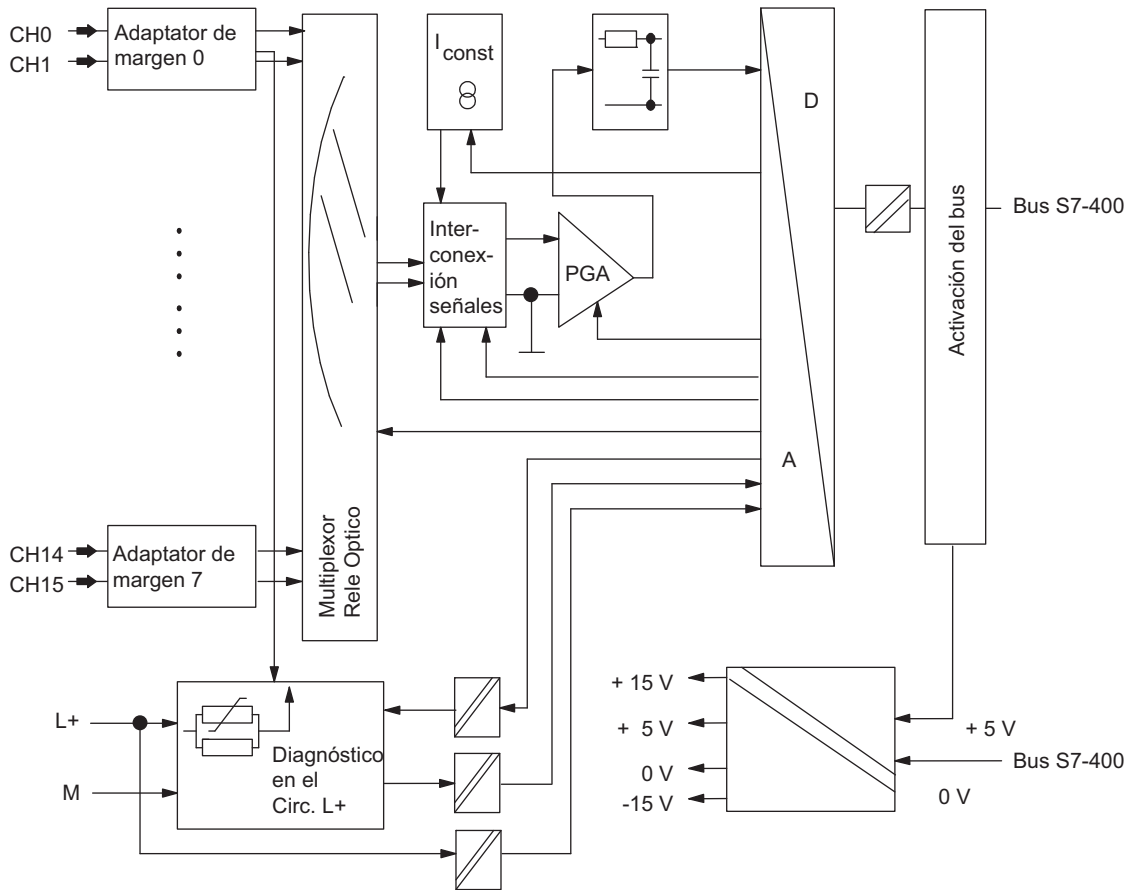 CH0
CH1
Adaptator de
margen 0
I const
D
Inter-
conex-
ión
señales
PGA
Bus S7-400
Activación del bus
A
CH14
CH15
Adaptator de
margen 7
Multiplexor
Rele Optico
+ 15 V
+ 5 V
0 V
-15 V
+ 5 V
Bus S7-400
0 V
L+
M
Diagnóstico
en el
Circ. L+